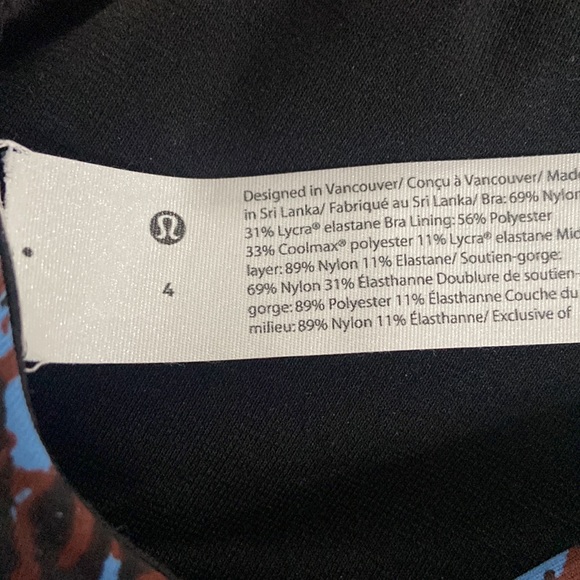 4
Designed in Vancouver/ Conçu à Vancouver/ Made
in Sri Lanka/ Fabriqué au Sri Lanka/ Bra: 69% Nylon
31% Lycra® elastane Bra Lining: 56% Polyester
33% Coolmax® polyester 11% Lycra® elastane Mid
layer: 89% Nylon 11% Elastane/ Soutien-gorge:
69% Nylon 31% Élasthanne Doublure de soutien-
gorge: 89% Polyester 11% Élasthanne Couche du
milieu: 89% Nylon 11% Élasthanne/ Exclusive of